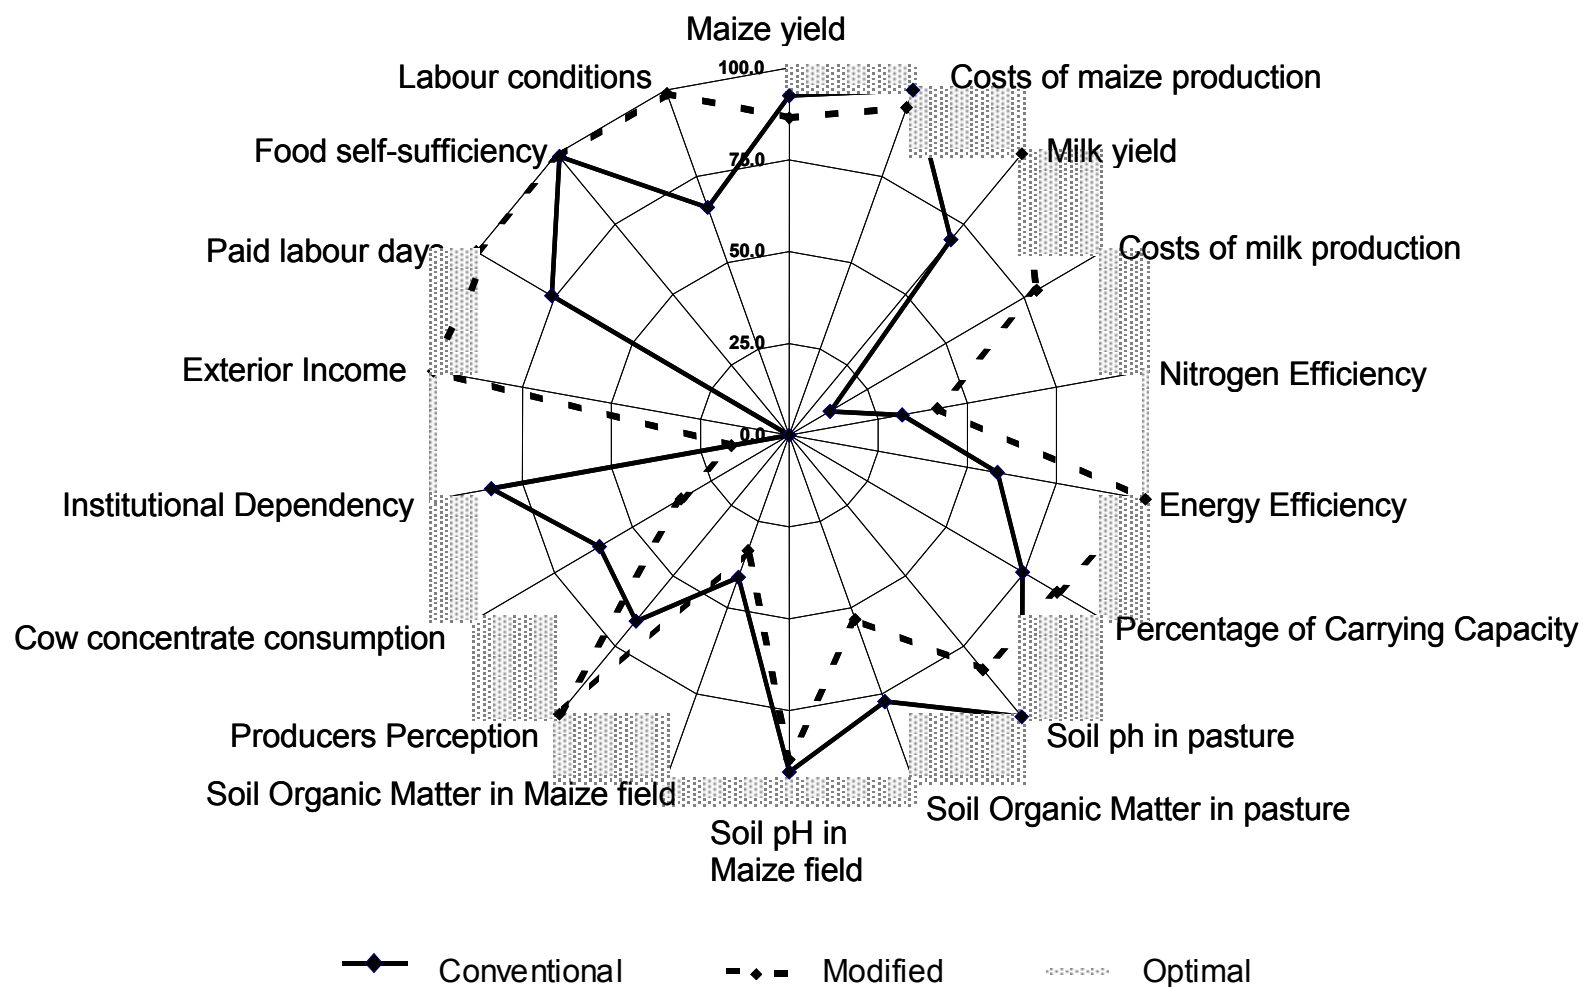 Maize yield
Labour conditions
100.0
Costs of maize production
Food self-sufficiency
75.0
Milk yield
Paid labour days
50.0
Costs of milk production
25.0
Exterior Income
Nitrogen Efficiency
0.0
Institutional Dependency
Energy Efficiency
Cow concentrate consumption
Percentage of Carrying Capacity
Producers Perception
Soil ph in pasture
Soil Organic Matter in Maize field
Soil Organic Matter in pasture
Soil pH in
Maize field
Conventional
Modified
Optimal